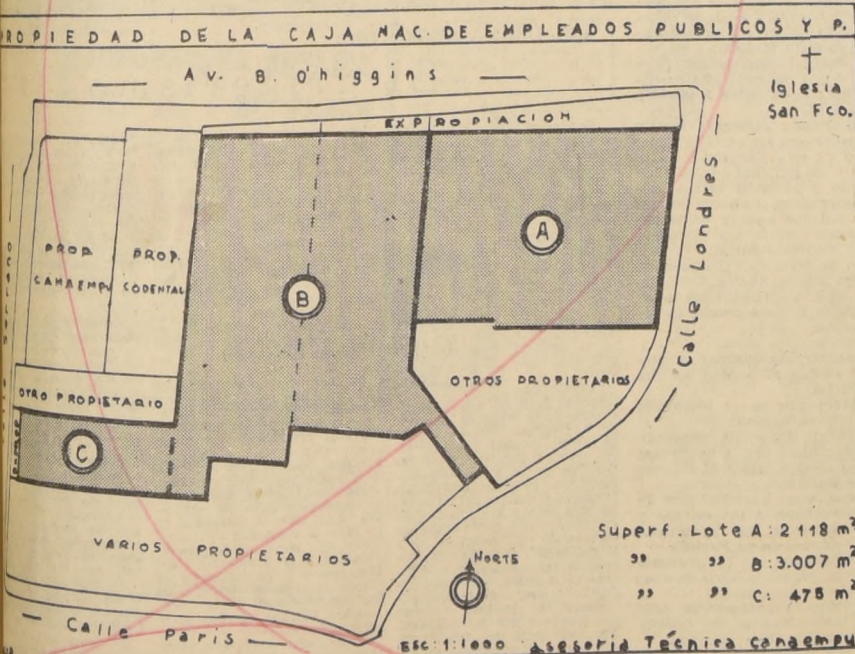 ROPIEDAD DE LA CAJA NAC. DE EMPLEADOS PUBLICOS Y P.
Av. B. O'higgins
Iglesia
San Fco.
EXPROPIACION
Calle Londres
A
B
PROP.
CANAEMPU
PROP.
CODENTAL
Serrano
OTRO PROPIETARIO
OTROS PROPIETARIOS
C
VARIOS PROPIETARIOS
NORTE
Superf. Lote A: 2118 m²
" " B: 3.007 m²
" " C: 475 m²
Calle Paris
ESC: 1:1000 asesoria Técnica Canaempu